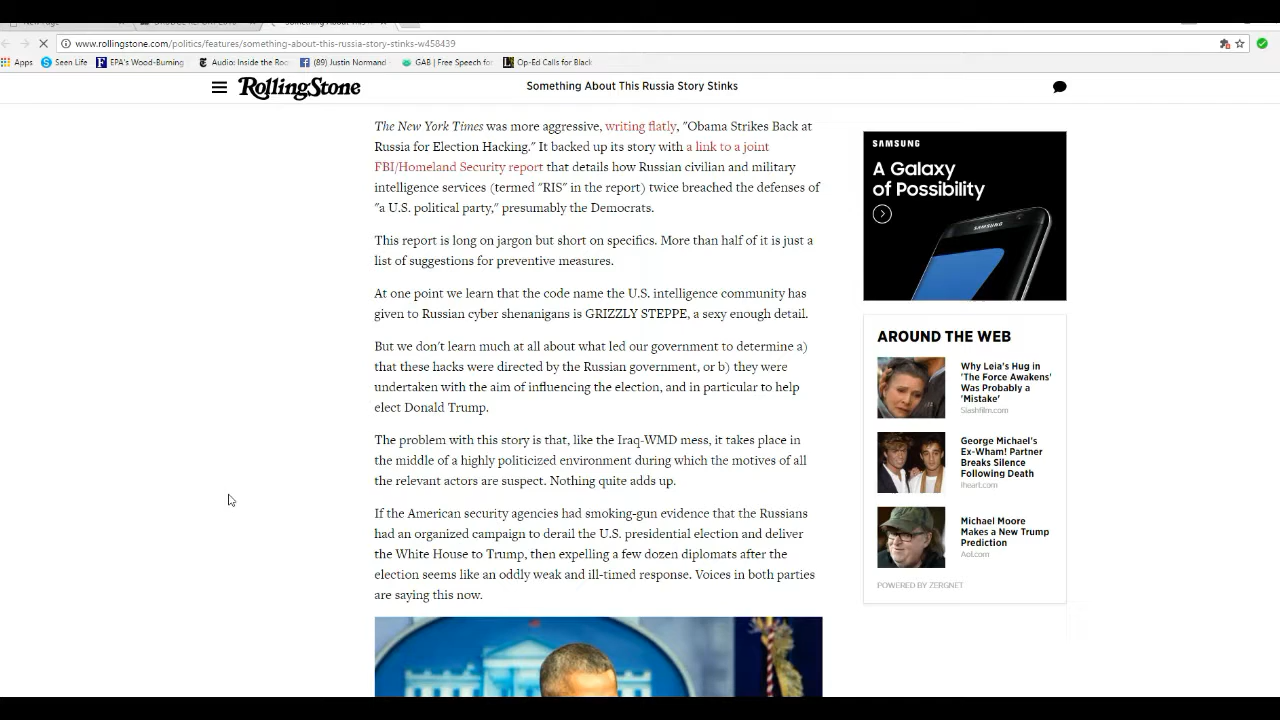 www.rollingstone.com/politics/features/something-about-this-russia-story-stinks-w458439
Apps Seen Life EPA's Wood-Burning Audio: Inside the Roo (89) Justin Normand GAB | Free Speech for Op-Ed Calls for Black
RollingStone
Something About This Russia Story Stinks
The New York Times was more aggressive, writing flatly, "Obama Strikes Back at
Russia for Election Hacking." It backed up its story with a link to a joint
FBI/Homeland Security report that details how Russian civilian and military
intelligence services (termed "RIS" in the report) twice breached the defenses of
"a U.S. political party," presumably the Democrats.
This report is long on jargon but short on specifics. More than half of it is just a
list of suggestions for preventive measures.
At one point we learn that the code name the U.S. intelligence community has
given to Russian cyber shenanigans is GRIZZLY STEPPE, a sexy enough detail.
But we don't learn much at all about what led our government to determine a)
that these hacks were directed by the Russian government, or b) they were
undertaken with the aim of influencing the election, and in particular to help
elect Donald Trump.
The problem with this story is that, like the Iraq-WMD mess, it takes place in
the middle of a highly politicized environment during which the motives of all
the relevant actors are suspect. Nothing quite adds up.
If the American security agencies had smoking-gun evidence that the Russians
had an organized campaign to derail the U.S. presidential election and deliver
the White House to Trump, then expelling a few dozen diplomats after the
election seems like an oddly weak and ill-timed response. Voices in both parties
are saying this now.
SAMSUNG
A Galaxy
of Possibility
SAMSUNG
AROUND THE WEB
Why Leia's Hug in
'The Force Awakens'
Was Probably a
'Mistake'
Slashfilm.com
George Michael's
Ex-Wham! Partner
Breaks Silence
Following Death
Iheart.com
Michael Moore
Makes a New Trump
Prediction
Aol.com
POWERED BY ZERGNET